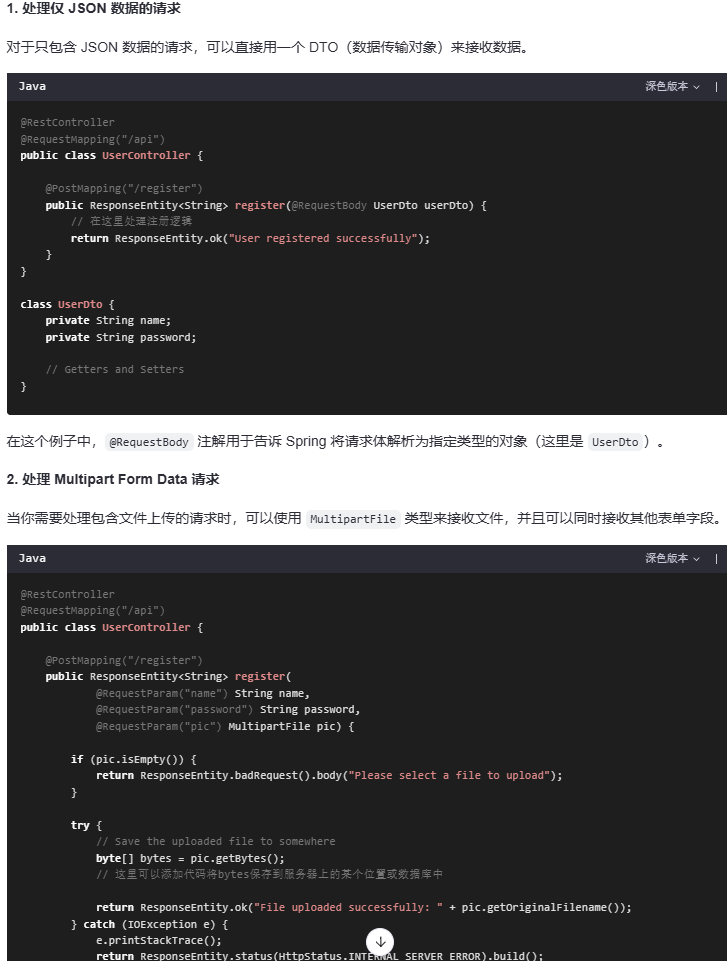 1. 处理仅 JSON 数据的请求
对于只包含 JSON 数据的请求，可以直接用一个 DTO（数据传输对象）来接收数据。
Java 深色版本
@RestController
@RequestMapping("/api")
public class UserController {
@PostMapping("/register")
public ResponseEntity<String> register(@RequestBody UserDto userDto) {
// 在这里处理注册逻辑
return ResponseEntity.ok("User registered successfully");
}
}
class UserDto {
private String name;
private String password;
// Getters and Setters
}
在这个例子中，@RequestBody 注解用于告诉 Spring 将请求体解析为指定类型的对象（这里是 UserDto）。
2. 处理 Multipart Form Data 请求
当你需要处理包含文件上传的请求时，可以使用 MultipartFile 类型来接收文件，并且可以同时接收其他表单字段。
Java 深色版本
@RestController
@RequestMapping("/api")
public class UserController {
@PostMapping("/register")
public ResponseEntity<String> register(
@RequestParam("name") String name,
@RequestParam("password") String password,
@RequestParam("pic") MultipartFile pic) {
if (pic.isEmpty()) {
return ResponseEntity.badRequest().body("Please select a file to upload");
}
try {
// Save the uploaded file to somewhere
byte[] bytes = pic.getBytes();
// 这里可以添加代码将bytes保存到服务器上的某个位置或数据库中
return ResponseEntity.ok("File uploaded successfully: " + pic.getOriginalFilename());
} catch (IOException e) {
e.printStackTrace();
return ResponseEntity.status(HttpStatus.INTERNAL_SERVER_ERROR).build();